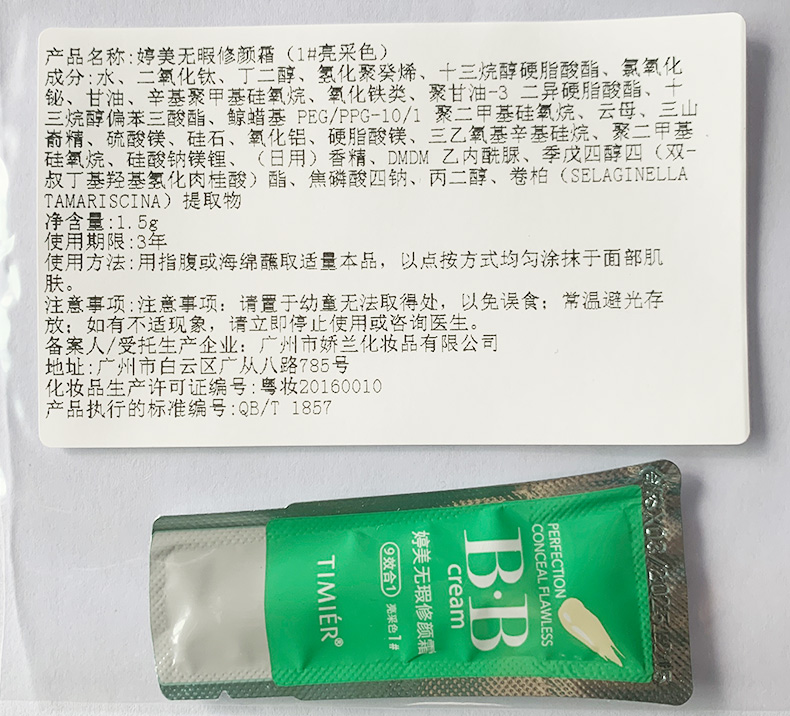 产品名称:婷美无暇修颜霜（1#亮采色）
成分:水、二氧化钛、丁二醇、氢化聚癸烯、十三烷醇硬脂酸酯、氯氧化
铋、甘油、辛基聚甲基硅氧烷、氧化铁类、聚甘油-3 二异硬脂酸酯、十
三烷醇偏苯三酸酯、鲸蜡基 PEG/PPG-10/1 聚二甲基硅氧烷、云母、三山
嵛精、硫酸镁、硅石、氧化铝、硬脂酸镁、三乙氧基辛基硅烷、聚二甲基
硅氧烷、硅酸钠镁锂、（日用）香精、DMDM 乙内酰脲、季戊四醇四（双-
叔丁基羟基氢化肉桂酸）酯、焦磷酸四钠、丙二醇、卷柏（SELAGINELLA
TAMARISCINA）提取物
净含量:1.5g
使用期限:3年
使用方法:用指腹或海绵蘸取适量本品，以点按方式均匀涂抹于面部肌
肤。
注意事项:注意事项：请置于幼童无法取得处，以免误食；常温避光存
放；如有不适现象，请立即停止使用或咨询医生。
备案人/受托生产企业：广州市娇兰化妆品有限公司
地址:广州市白云区广从八路785号
化妆品生产许可证编号:粤妆20160010
产品执行的标准编号:QB/T 1857
PERFECTION
CONCEAL FLAWLESS
B·B
cream
婷美无瑕修颜霜
9效合1 亮采色1#
TIMIER®